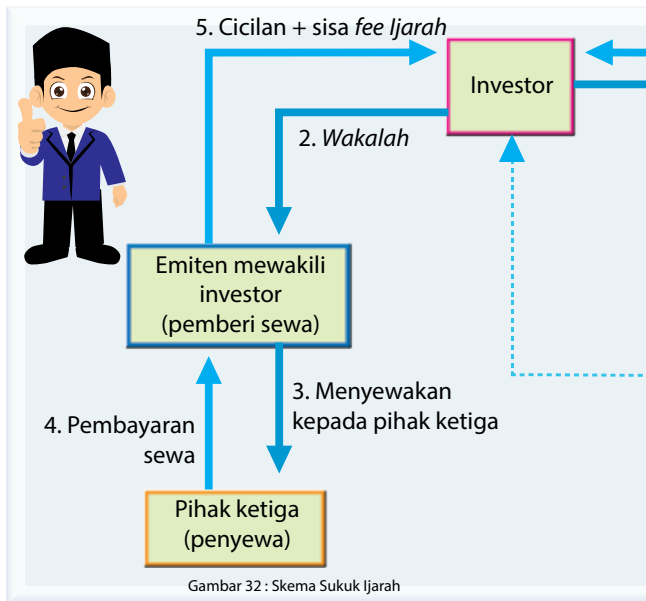 5. Cicilan + sisa fee Ijarah
Investor
2. Wakalah
Emiten mewakili
investor
(pemberi sewa)
3. Menyewakan
kepada pihak ketiga
4. Pembayaran
sewa
Pihak ketiga
(penyewa)
Gambar 32 : Skema Sukuk Ijarah